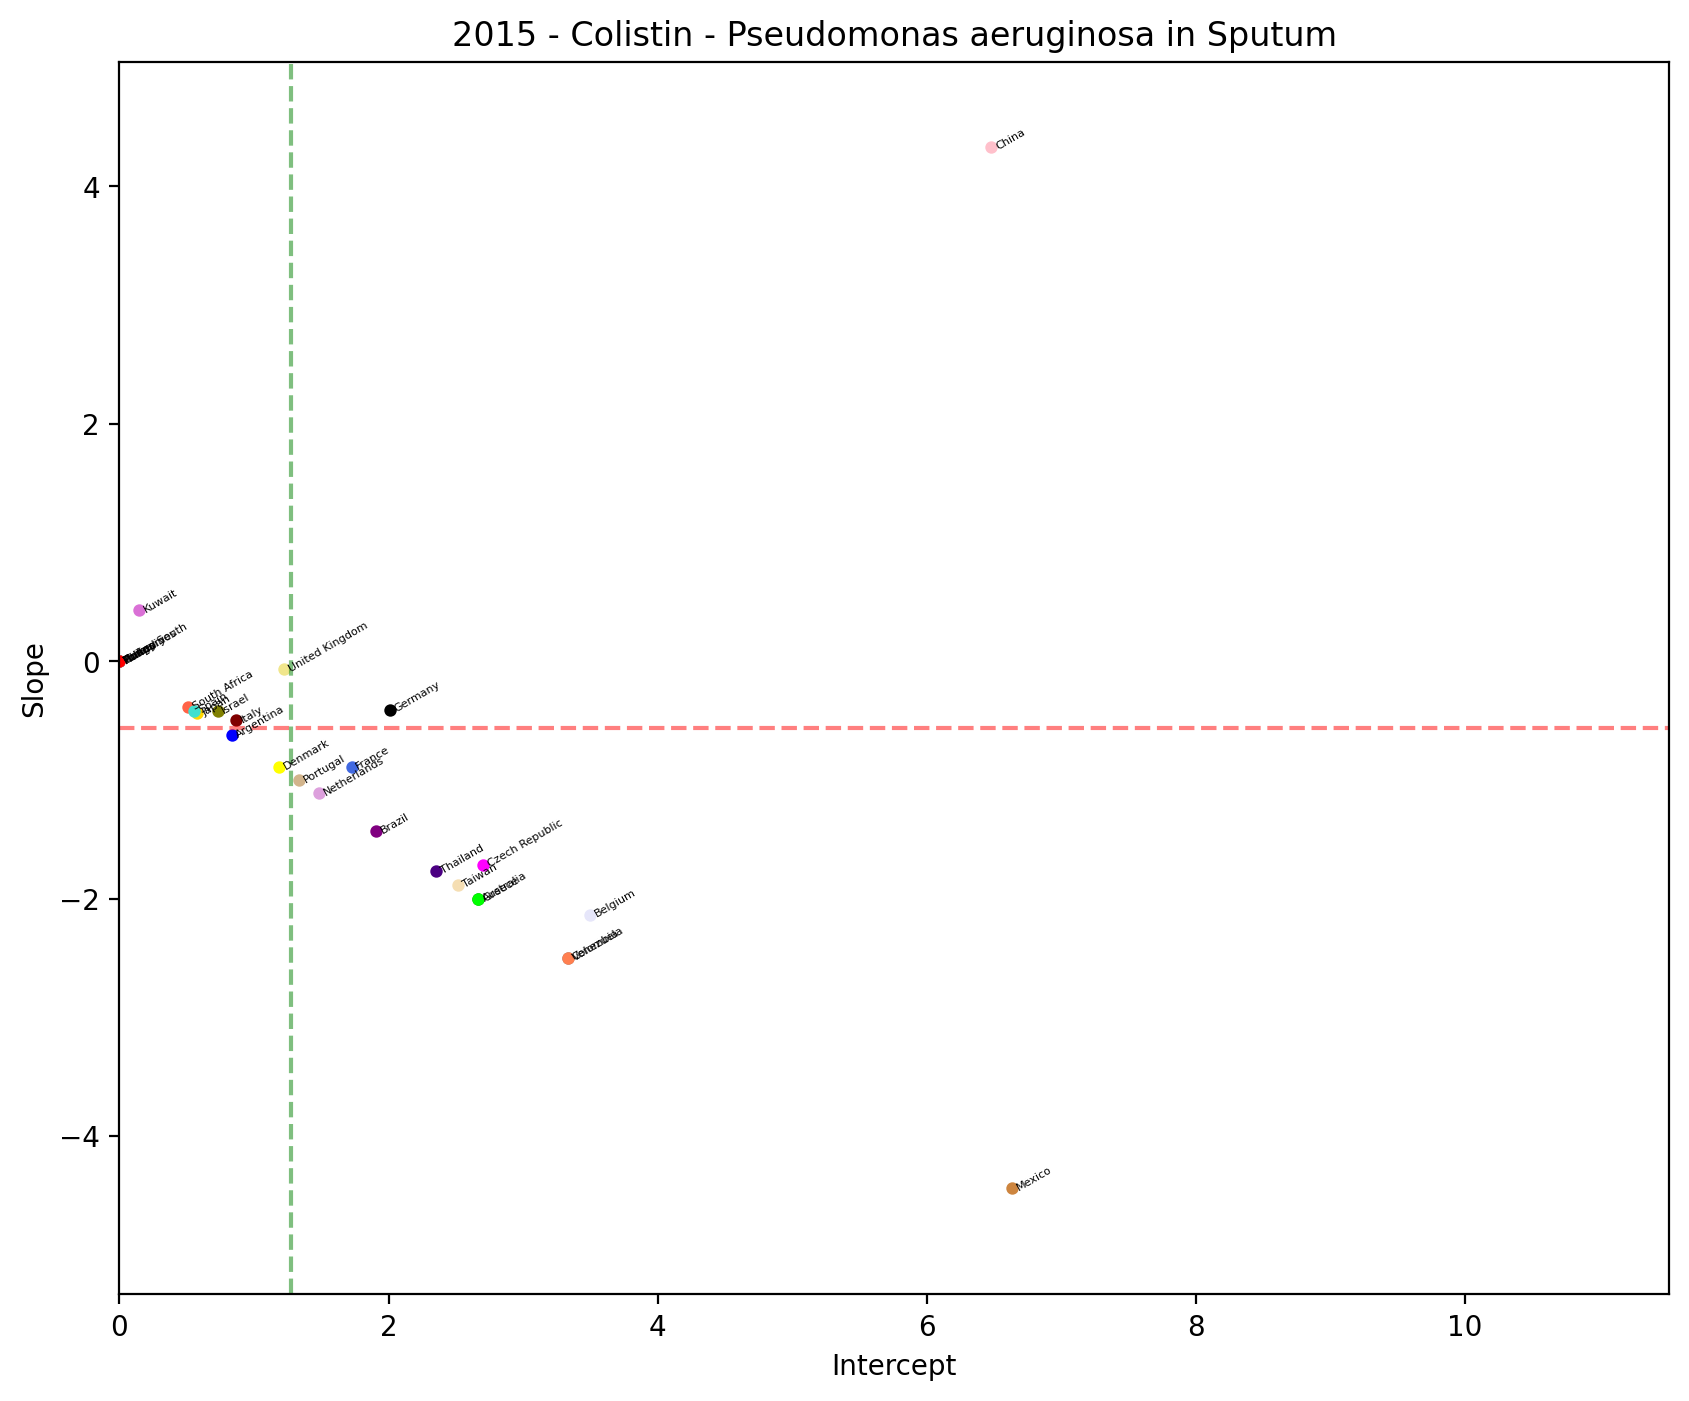 2015 - Colistin - Pseudomonas aeruginosa in Sputum
China
4
2
Kuwait
0
United Kingdom
South Africa
Spain
Japan
Israel
Germany
Italy
Argentina
Denmark
France
Portugal
Netherlands
Brazil
Czech Republic
Thailand
Taiwan
−2
Belgium
−4
Mexico
Slope
0
2
4
6
8
10
Intercept